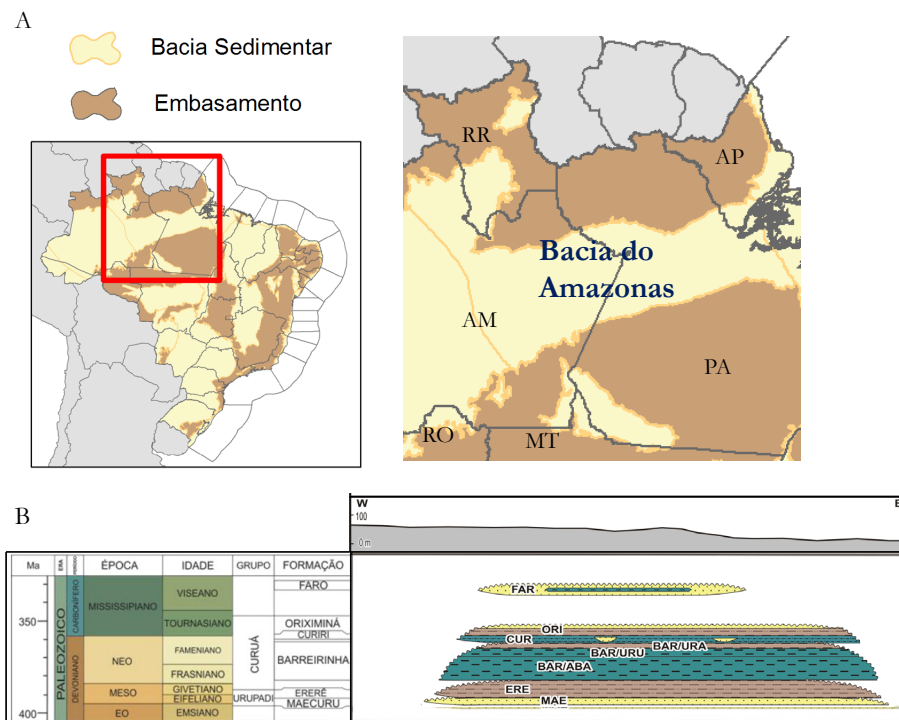 A
Bacia Sedimentar
Embasamento
RR
AP
Bacia do
Amazonas
AM
PA
RO
MT
B
W
E
100
0 m
Ma
ERA
PERÍODO
ÉPOCA
IDADE
GRUPO
FORMAÇÃO
350
400
PALEOZOICO
CARBONÍFERO
DEVONIANO
MISSISSIPIANO
NEO
MESO
EO
VISEANO
TOURNASIANO
FAMENIANO
FRASNIANO
GIVETIANO
EIFELIANO
EMSIANO
CURUÁ
URUPADI
FARO
ORIXIMINÁ
CURIRI
BARREIRINHA
ERERÊ
MAECURU
FAR
ORI
CUR
BAR/URA
BAR/URU
BAR/ABA
ERE
MAE